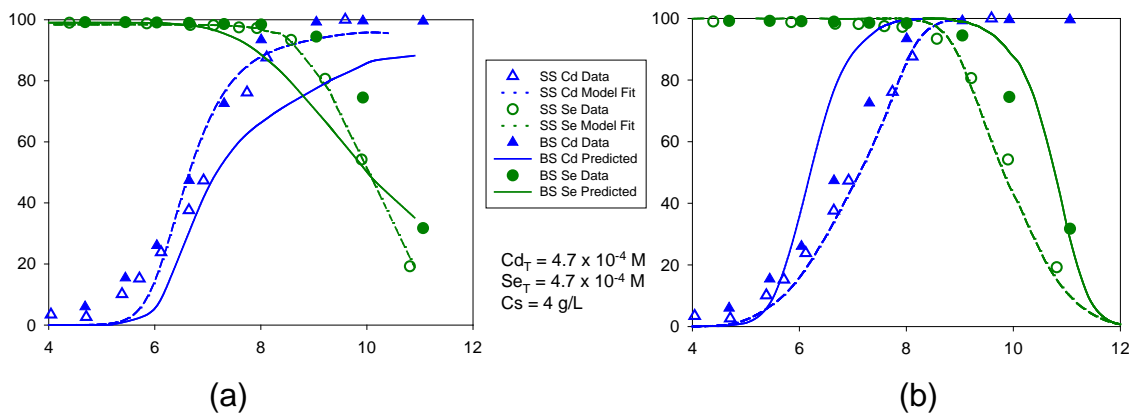 100
80
60
40
20
0
4 6 8 10 12
(a)
SS Cd Data
SS Cd Model Fit
SS Se Data
SS Se Model Fit
BS Cd Data
BS Cd Predicted
BS Se Data
BS Se Predicted
Cd_T = 4.7 x 10^-4 M
Se_T = 4.7 x 10^-4 M
Cs = 4 g/L
100
80
60
40
20
0
4 6 8 10 12
(b)